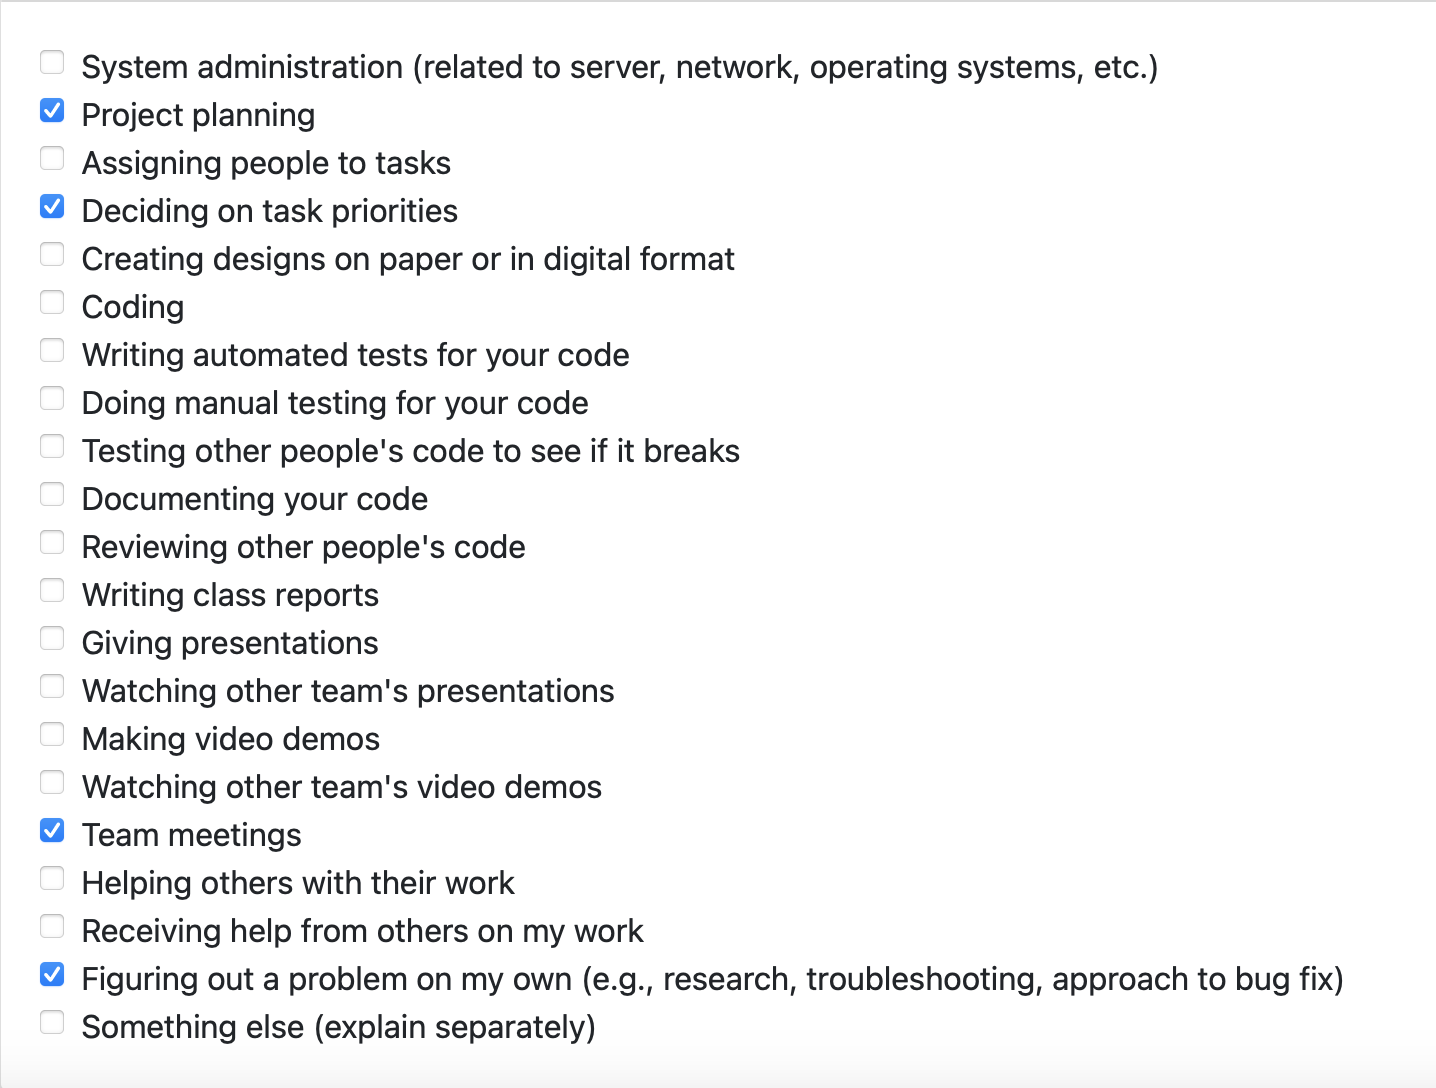 System administration (related to server, network, operating systems, etc.)
Project planning
Assigning people to tasks
Deciding on task priorities
Creating designs on paper or in digital format
Coding
Writing automated tests for your code
Doing manual testing for your code
Testing other people's code to see if it breaks
Documenting your code
Reviewing other people's code
Writing class reports
Giving presentations
Watching other team's presentations
Making video demos
Watching other team's video demos
Team meetings
Helping others with their work
Receiving help from others on my work
Figuring out a problem on my own (e.g., research, troubleshooting, approach to bug fix)
Something else (explain separately)